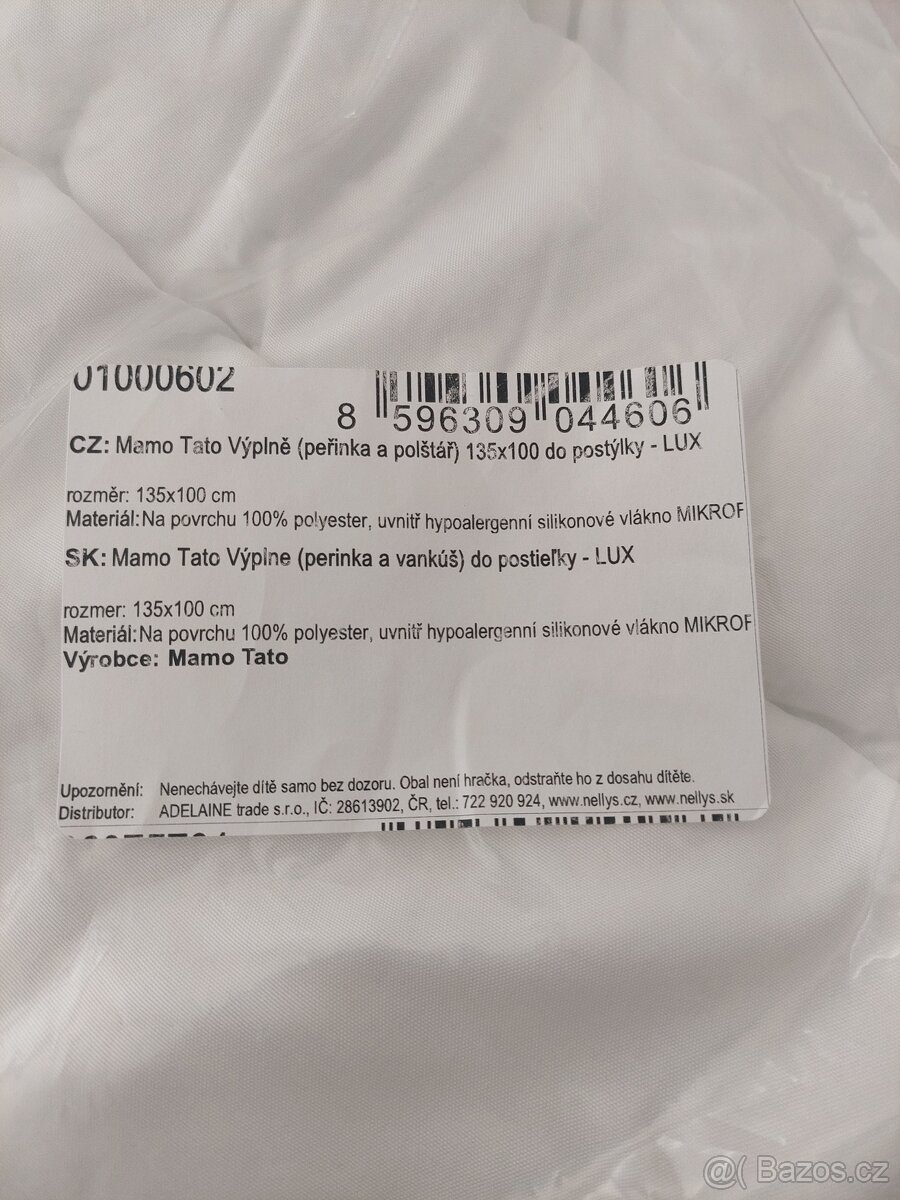 01000602
8 596309 044606
CZ: Mamo Tato Výplně (peřinka a polštář) 135x100 do postýlky - LUX
rozměr: 135x100 cm
Materiál:Na povrchu 100% polyester, uvnitř hypoalergenní silikonové vlákno MIKROF
SK: Mamo Tato Výplne (perinka a vankúš) do postieľky - LUX
rozmer: 135x100 cm
Materiál:Na povrchu 100% polyester, uvnitř hypoalergenní silikonové vlákno MIKROF
Výrobce: Mamo Tato
Upozornění: Nenechávejte dítě samo bez dozoru. Obal není hračka, odstraňte ho z dosahu dítěte.
Distributor: ADELAINE trade s.r.o., IČ: 28613902, ČR, tel.: 722 920 924, www.nellys.cz, www.nellys.sk
@( Bazos.cz